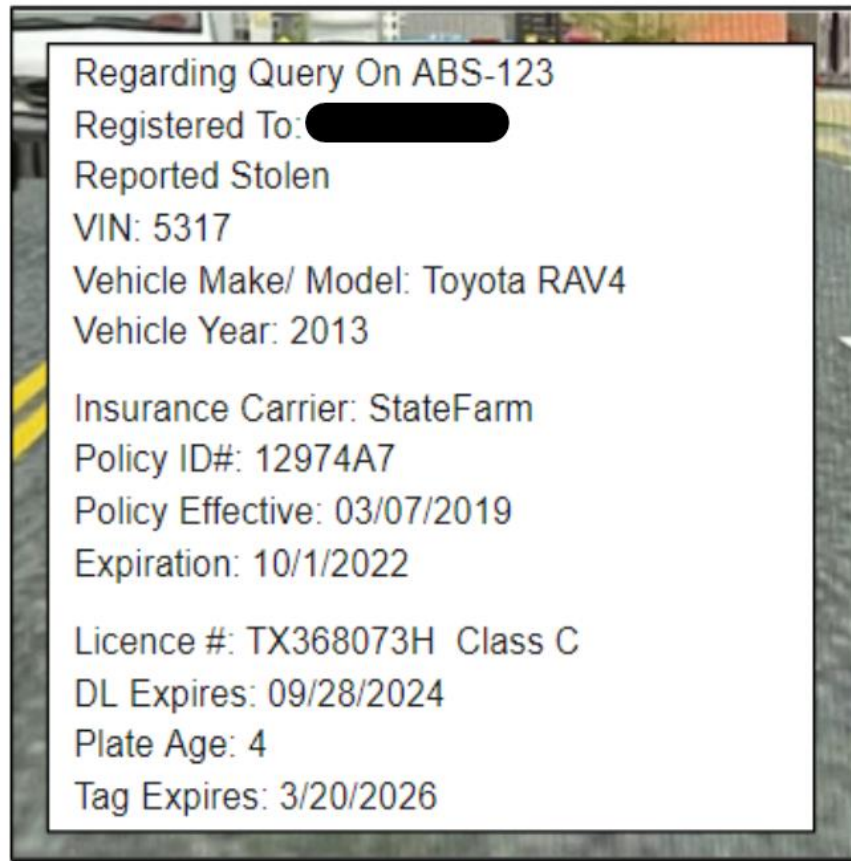 Regarding Query On ABS-123
Registered To:
Reported Stolen
VIN: 5317
Vehicle Make/ Model: Toyota RAV4
Vehicle Year: 2013
Insurance Carrier: StateFarm
Policy ID#: 12974A7
Policy Effective: 03/07/2019
Expiration: 10/1/2022
Licence #: TX368073H Class C
DL Expires: 09/28/2024
Plate Age: 4
Tag Expires: 3/20/2026